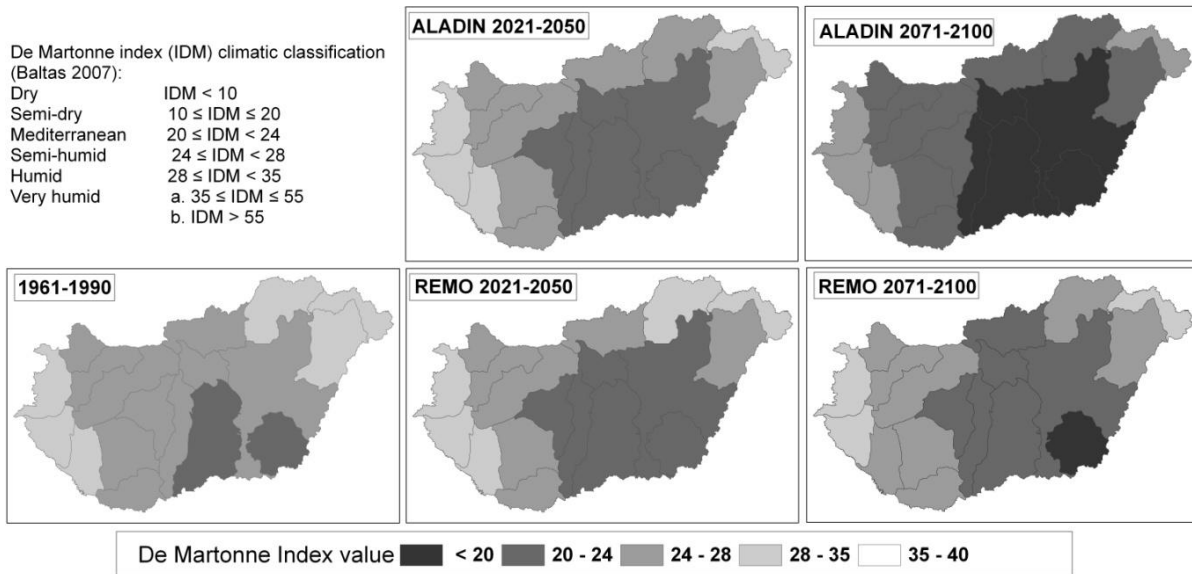 De Martonne index (IDM) climatic classification
(Baltas 2007):
Dry IDM < 10
Semi-dry 10 ≤ IDM ≤ 20
Mediterranean 20 ≤ IDM < 24
Semi-humid 24 ≤ IDM < 28
Humid 28 ≤ IDM < 35
Very humid a. 35 ≤ IDM ≤ 55
b. IDM > 55
ALADIN 2021-2050
ALADIN 2071-2100
1961-1990
REMO 2021-2050
REMO 2071-2100
De Martonne Index value < 20 20 - 24 24 - 28 28 - 35 35 - 40